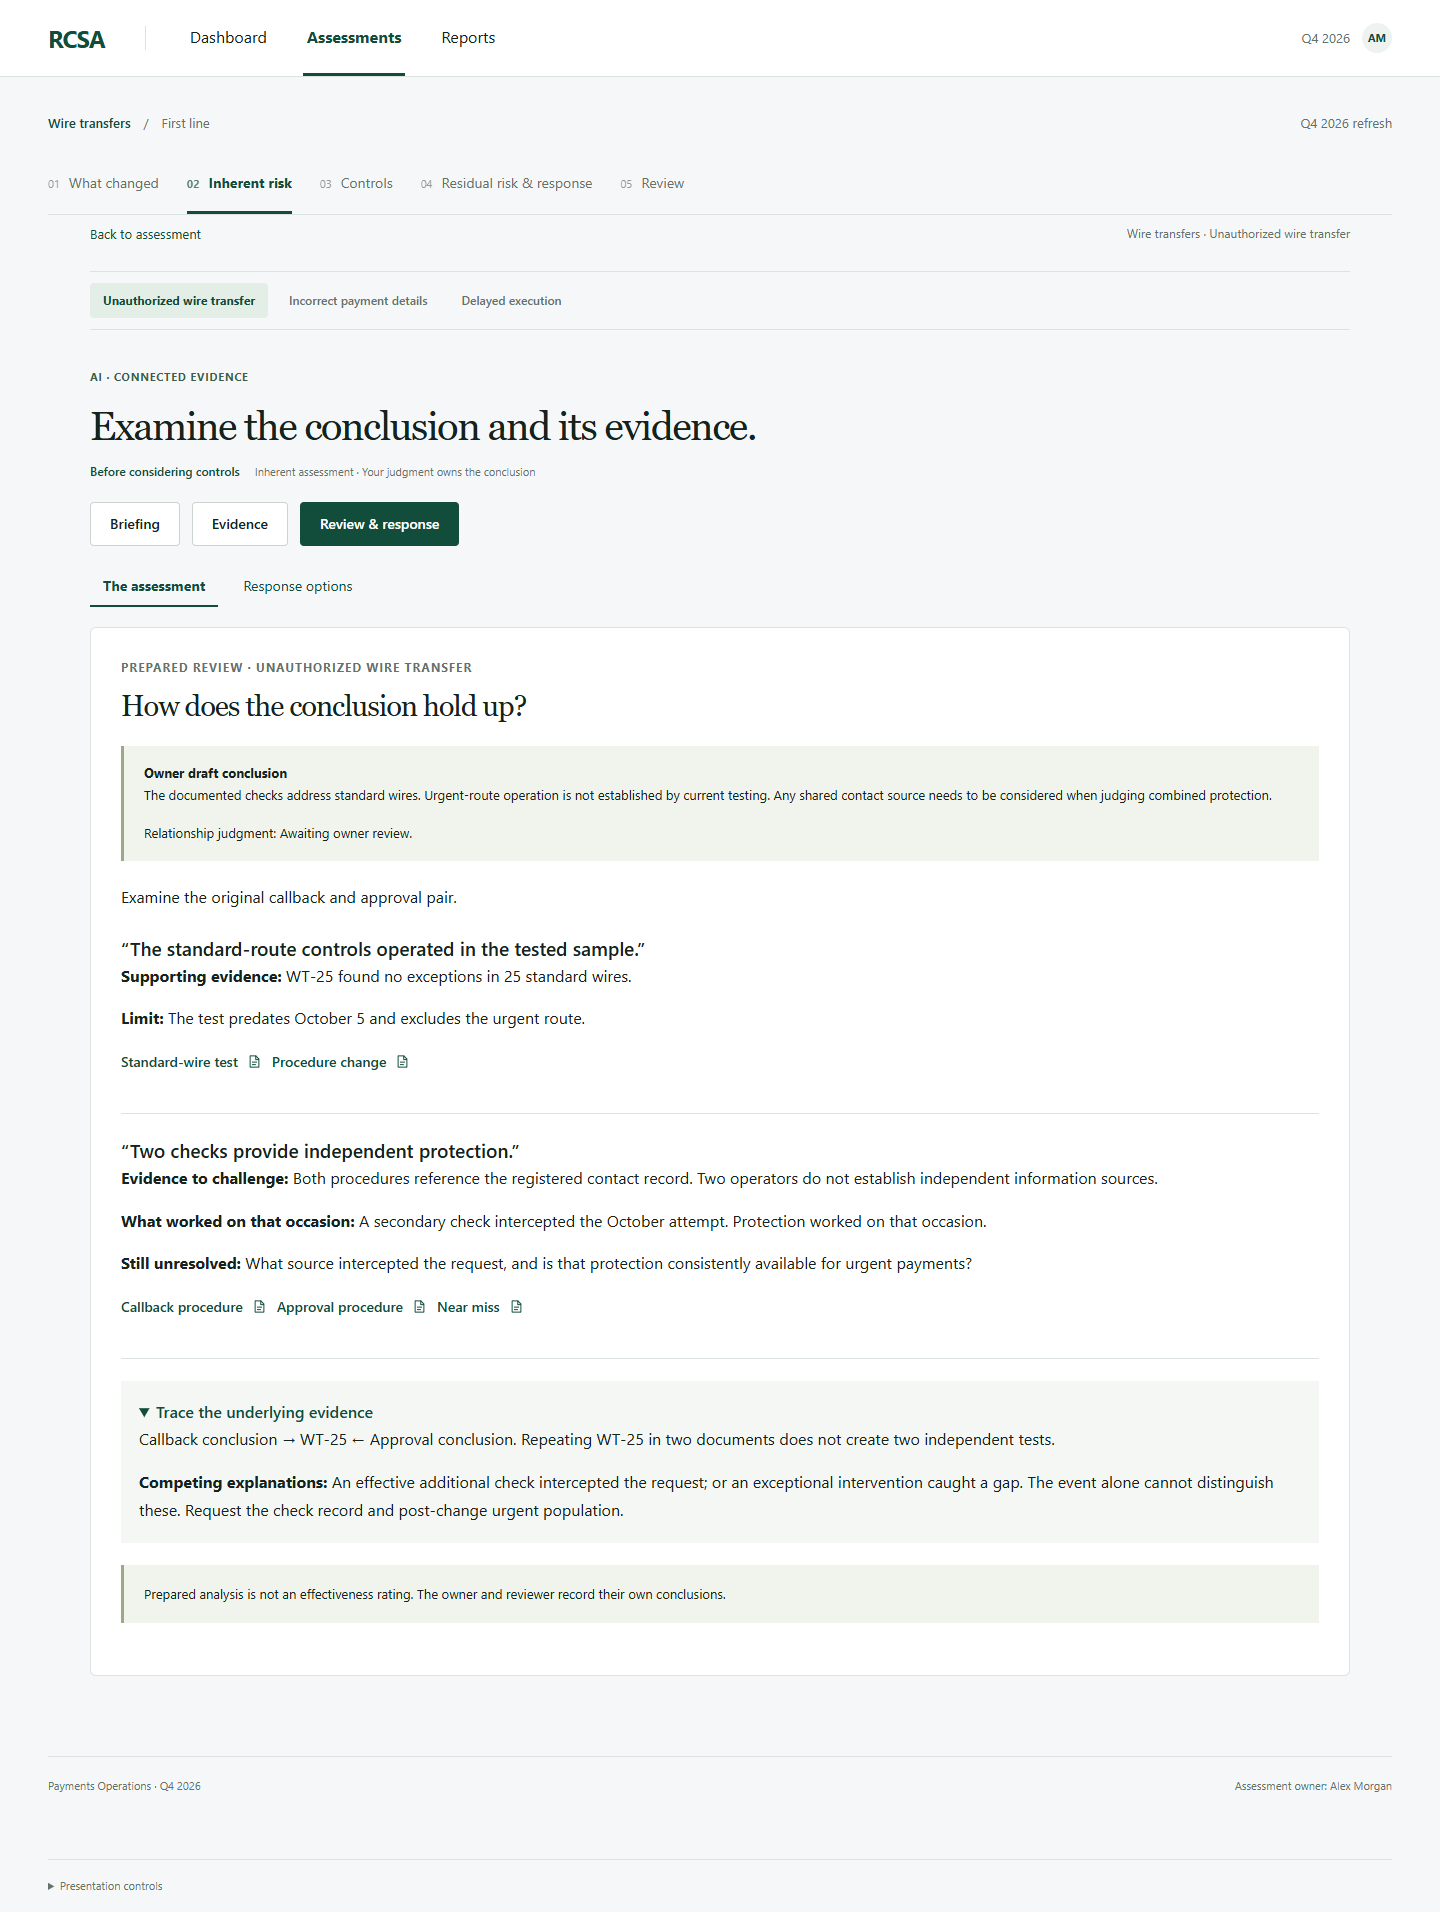 RCSA
Dashboard
Assessments
Reports
Q4 2026
AM
Wire transfers / First line
Q4 2026 refresh
01 What changed
02 Inherent risk
03 Controls
04 Residual risk & response
05 Review
Back to assessment
Wire transfers · Unauthorized wire transfer
Unauthorized wire transfer
Incorrect payment details
Delayed execution
AI · CONNECTED EVIDENCE
Examine the conclusion and its evidence.
Before considering controls
Inherent assessment · Your judgment owns the conclusion
Briefing
Evidence
Review & response
The assessment
Response options
PREPARED REVIEW · UNAUTHORIZED WIRE TRANSFER
How does the conclusion hold up?
Owner draft conclusion
The documented checks address standard wires. Urgent-route operation is not established by current testing. Any shared contact source needs to be considered when judging combined protection.
Relationship judgment: Awaiting owner review.
Examine the original callback and approval pair.
“The standard-route controls operated in the tested sample.”
Supporting evidence: WT-25 found no exceptions in 25 standard wires.
Limit: The test predates October 5 and excludes the urgent route.
Standard-wire test
Procedure change
“Two checks provide independent protection.”
Evidence to challenge: Both procedures reference the registered contact record. Two operators do not establish independent information sources.
What worked on that occasion: A secondary check intercepted the October attempt. Protection worked on that occasion.
Still unresolved: What source intercepted the request, and is that protection consistently available for urgent payments?
Callback procedure
Approval procedure
Near miss
▼ Trace the underlying evidence
Callback conclusion → WT-25 ← Approval conclusion. Repeating WT-25 in two documents does not create two independent tests.
Competing explanations: An effective additional check intercepted the request; or an exceptional intervention caught a gap. The event alone cannot distinguish
these. Request the check record and post-change urgent population.
Prepared analysis is not an effectiveness rating. The owner and reviewer record their own conclusions.
Payments Operations · Q4 2026
Assessment owner: Alex Morgan
▶ Presentation controls